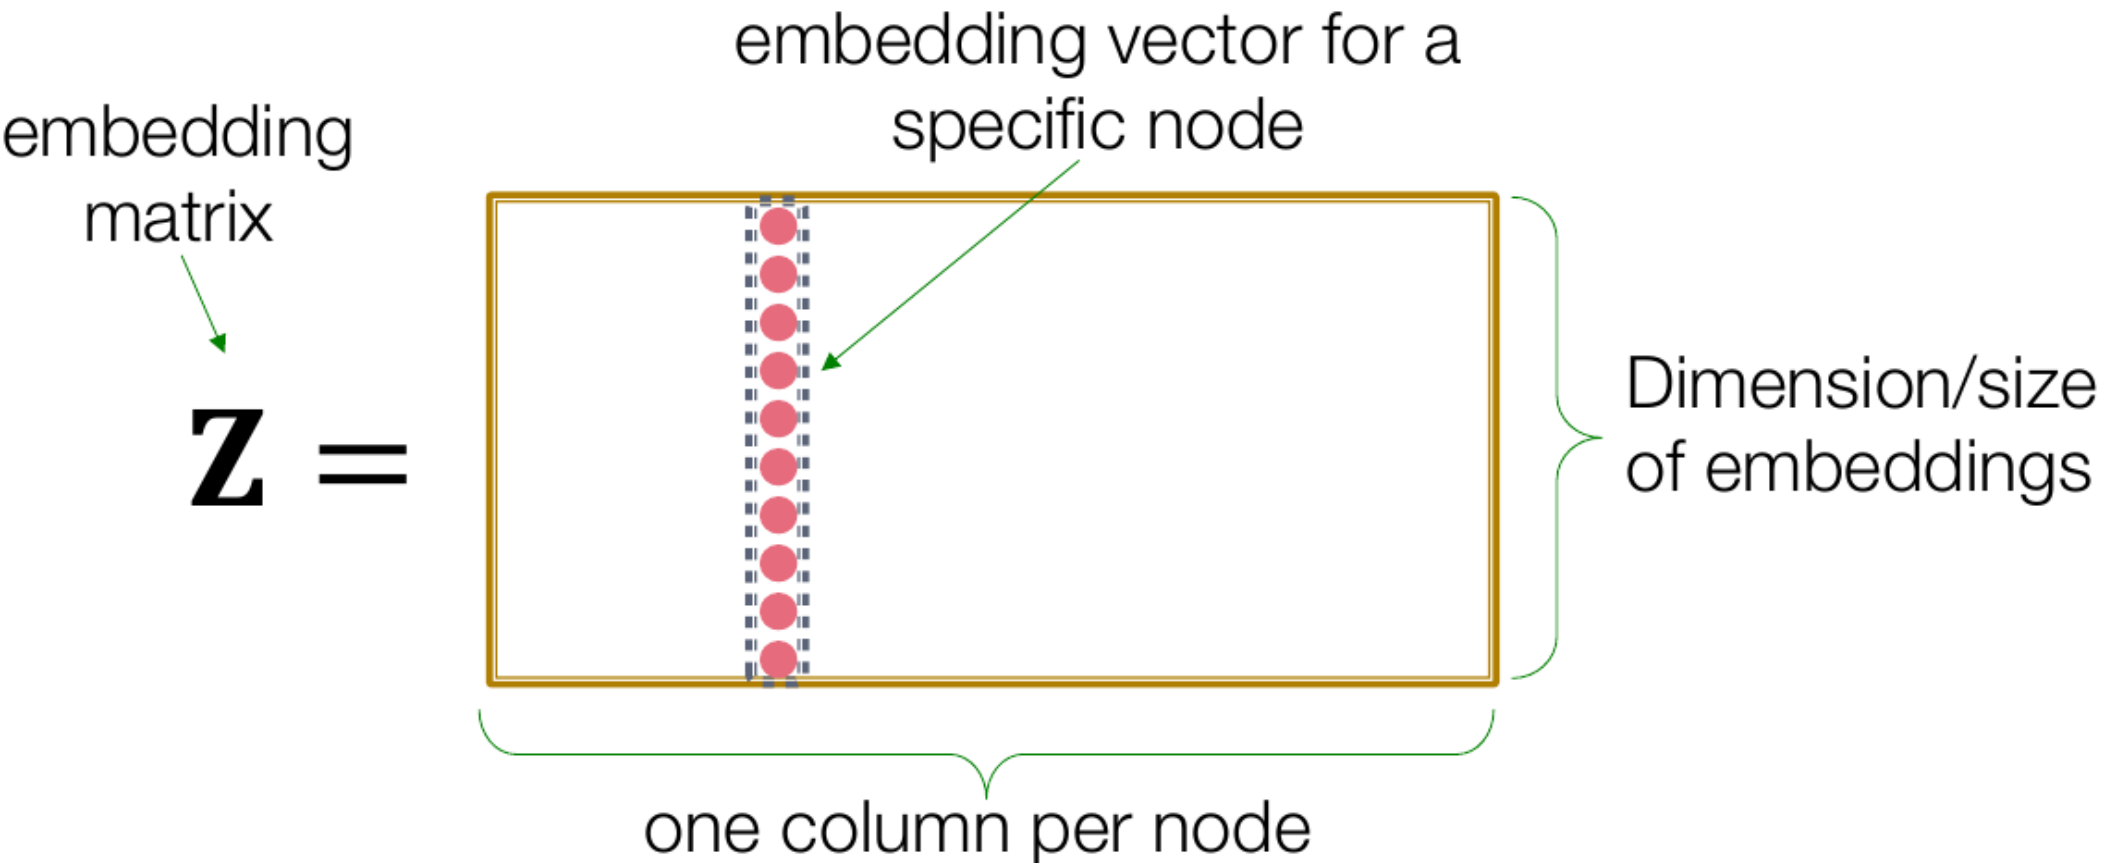 embedding vector for a
specific node
embedding
matrix
Z =
Dimension/size
of embeddings
one column per node